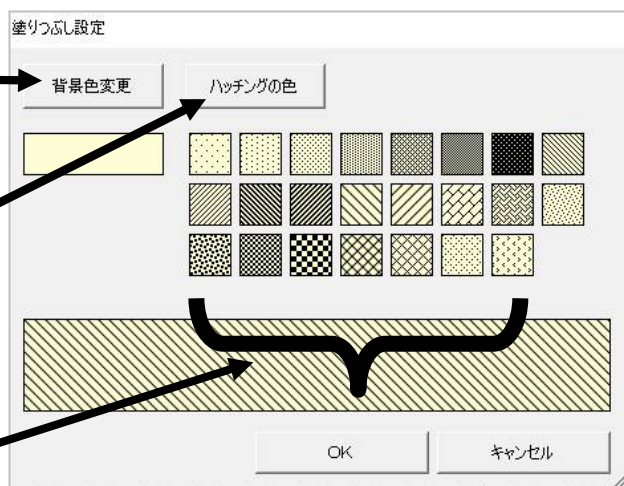 塗りつぶし設定
背景色変更
ハッチングの色
OK
キャンセル